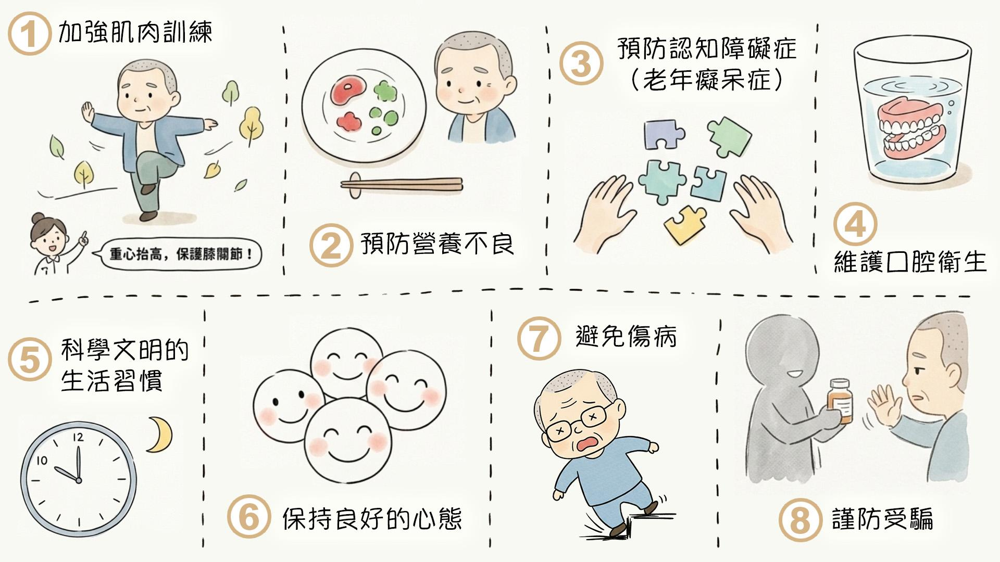 1 加強肌肉訓練
重心抬高，保護膝關節！
2 預防營養不良
3 預防認知障礙症
（老年癡呆症）
4
維護口腔衛生
5 科學文明的
生活習慣
12
10
6 保持良好的心態
7 避免傷病
8 謹防受騙